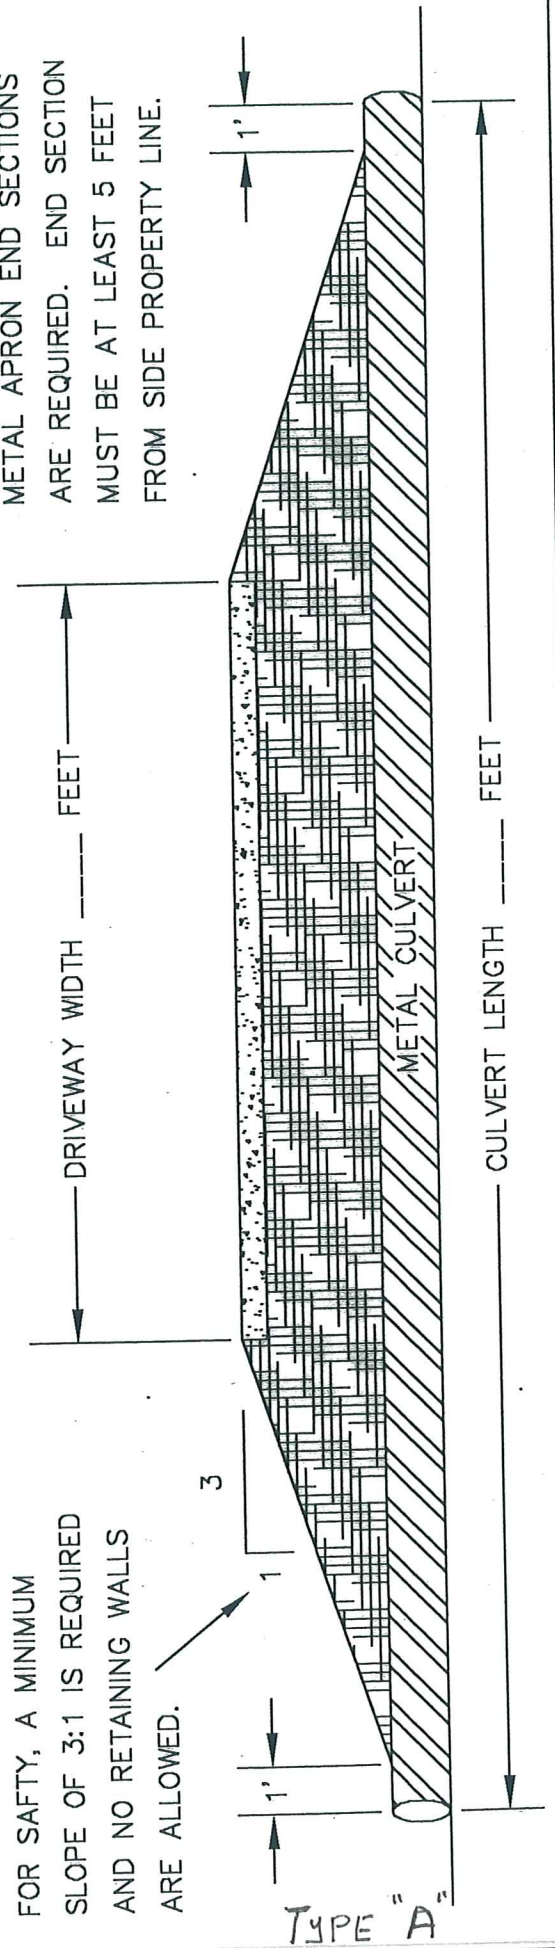 FOR SAFTY, A MINIMUM
SLOPE OF 3:1 IS REQUIRED
AND NO RETAINING WALLS
ARE ALLOWED.
METAL APRON END SECTIONS
ARE REQUIRED. END SECTION
MUST BE AT LEAST 5 FEET
FROM SIDE PROPERTY LINE.
DRIVEWAY WIDTH ____ FEET
3
1
1'
1'
METAL CULVERT
CULVERT LENGTH ____ FEET
TYPE "A"